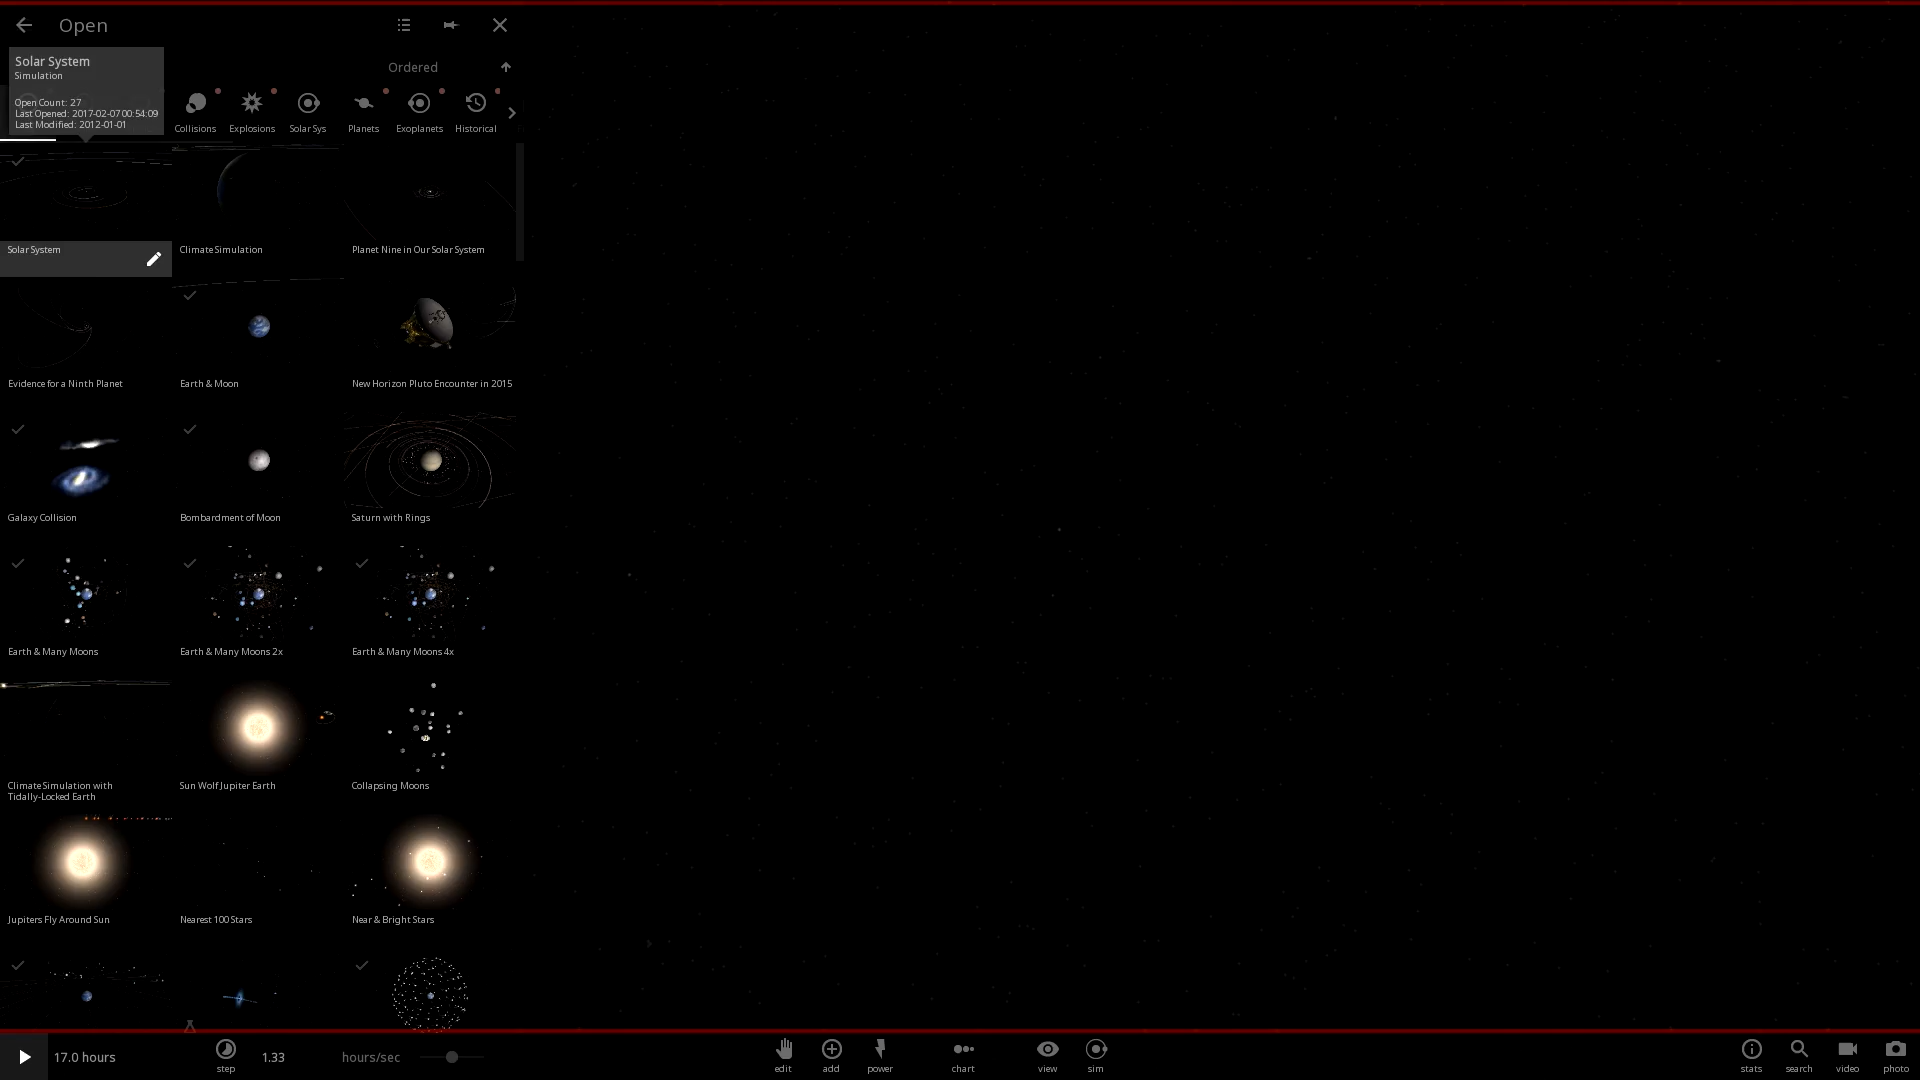 Open
Solar System
Simulation
Open Count: 27
Last Opened: 2017-02-07 00:54:09
Last Modified: 2012-01-01
Ordered
Collisions
Explosions
Solar Sys
Planets
Exoplanets
Historical
Solar System
Climate Simulation
Planet Nine in Our Solar System
Evidence for a Ninth Planet
Earth & Moon
New Horizon Pluto Encounter in 2015
Galaxy Collision
Bombardment of Moon
Saturn with Rings
Earth & Many Moons
Earth & Many Moons 2x
Earth & Many Moons 4x
Climate Simulation with
Tidally-Locked Earth
Sun Wolf Jupiter Earth
Collapsing Moons
Jupiters Fly Around Sun
Nearest 100 Stars
Near & Bright Stars
17.0 hours
step
1.33
hours/sec
edit
add
power
chart
view
sim
stats
search
video
photo